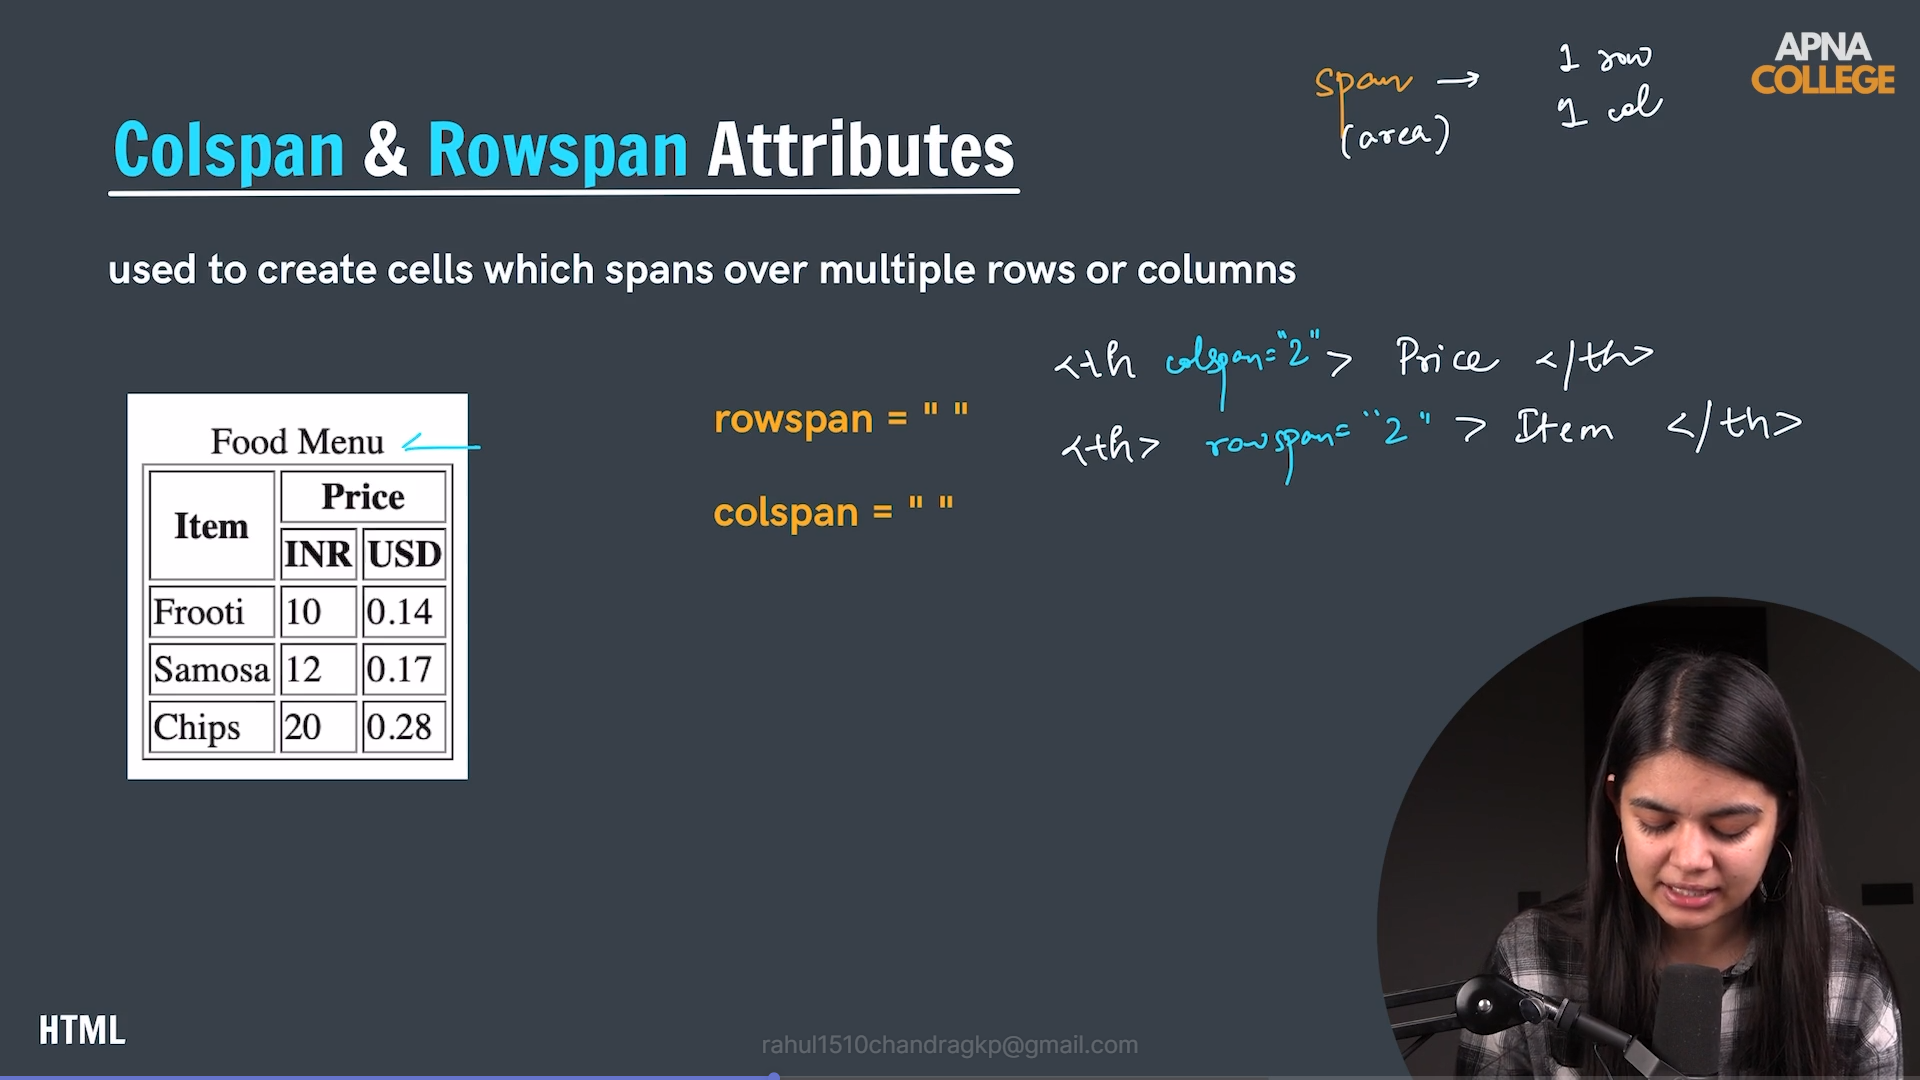 APNA
COLLEGE
span → 1 row
(area) 1 col
Colspan & Rowspan Attributes
used to create cells which spans over multiple rows or columns
<th colspan="2"> Price </th>
<th> rowspan="2" > Item </th>
rowspan = " "
colspan = " "
Food Menu
Item Price
INR USD
Frooti 10 0.14
Samosa 12 0.17
Chips 20 0.28
HTML
rahul1510chandragkp@gmail.com